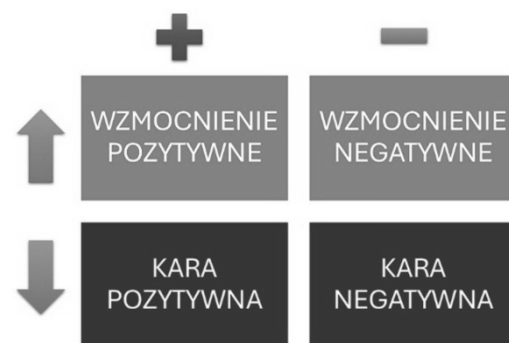 WZMOCNIENIE
POZYTYWNE
WZMOCNIENIE
NEGATYWNE
KARA
POZYTYWNA
KARA
NEGATYWNA